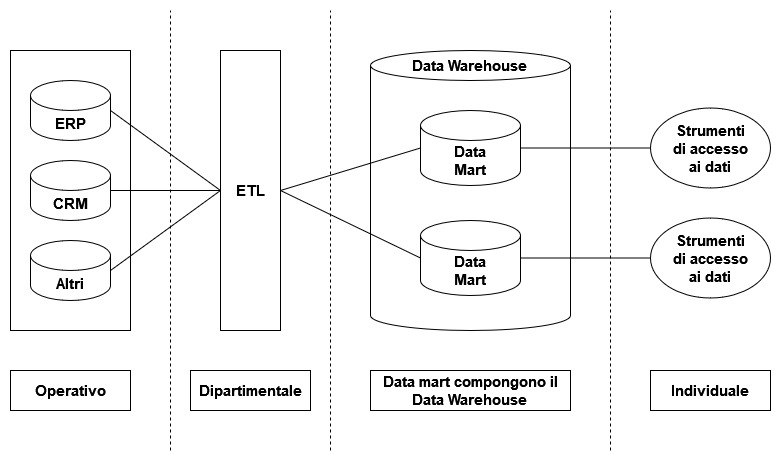 ERP
CRM
Altri
ETL
Data Warehouse
Data
Mart
Data
Mart
Strumenti
di accesso
ai dati
Strumenti
di accesso
ai dati
Operativo
Dipartimentale
Data mart compongono il
Data Warehouse
Individuale